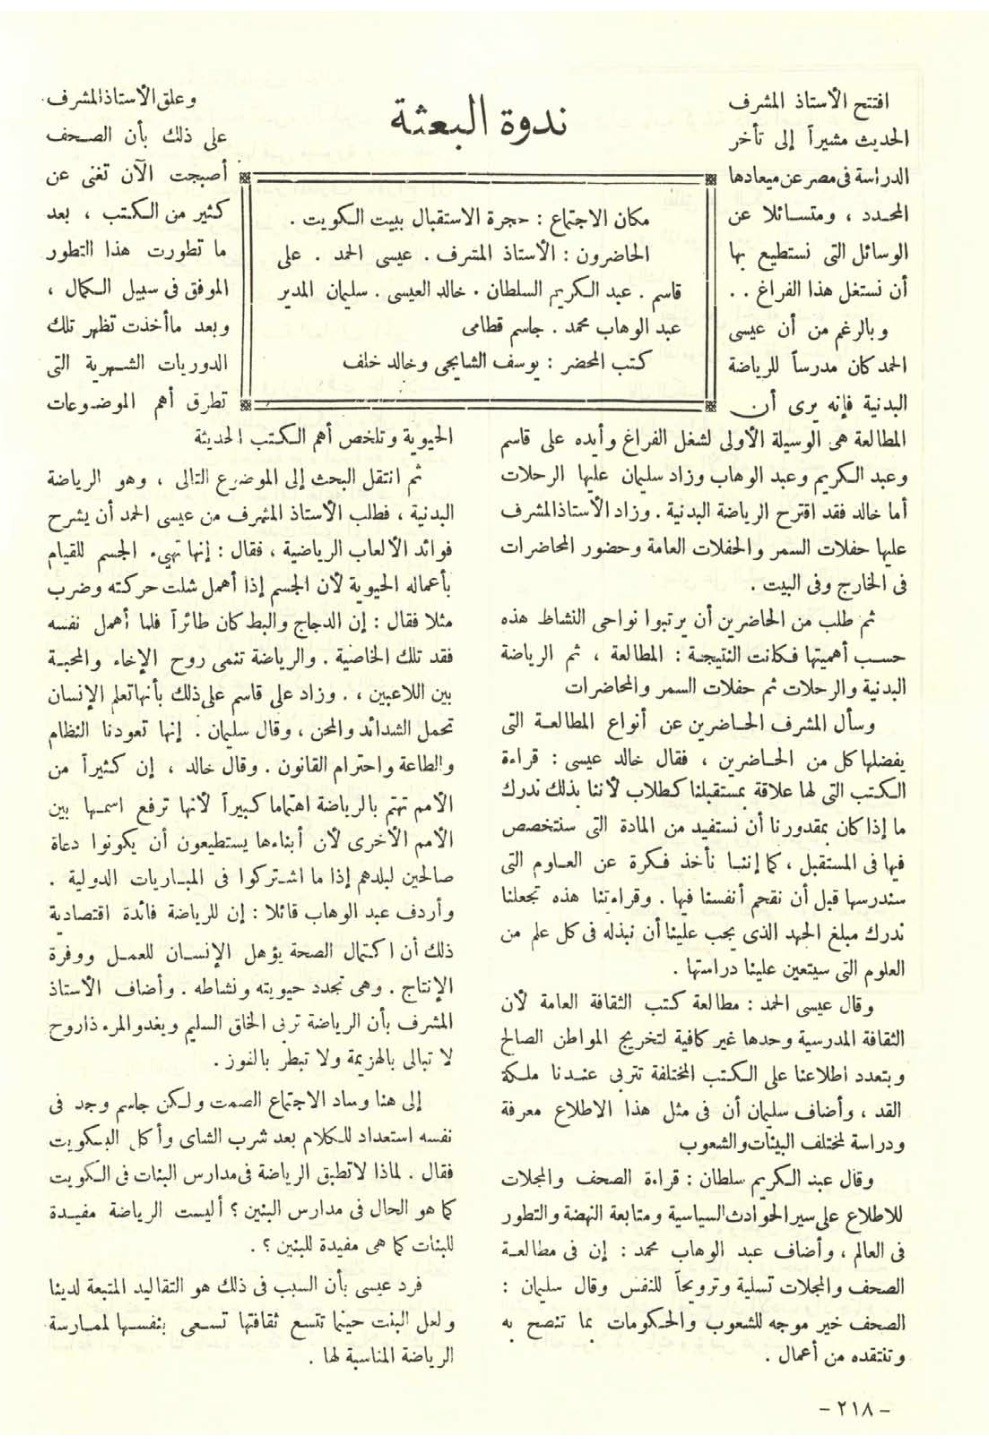 ندوة البعثة
مكان الاجتماع : حجرة الاستقبال ببيت الكويت .
الحاضرون : الأستاذ المشرف . عيسى الحمد . على
قاسم . عبد الكريم السلطان . خالد العيسى . سليمان المدير
عبد الوهاب محمد . جاسم قطامى
كتب المحضر : يوسف الشايجى وخالد خلف
افتتح الأستاذ المشرف
الحديث مشيراً إلى تأخر
الدراسة فى مصر عن ميعادها
المحدد ، ومتسائلا عن
الوسائل التى نستطيع بها
أن نستغل هذا الفراغ . .
وبالرغم من أن عيسى
الحمد كان مدرساً للرياضة
البدنية فإنه يرى أن
المطالعة هى الوسيلة الأولى لشغل الفراغ وأيده على قاسم
وعبد الكريم وعبد الوهاب وزاد سليمان عليها الرحلات
أما خالد فقد اقترح الرياضة البدنية . وزاد الأستاذ المشرف
عليها حفلات السمر والحفلات العامة وحضور المحاضرات
فى الخارج وفى البيت .
ثم طلب من الحاضرين أن يرتبوا نواحى النشاط هذه
حسب أهميتها فكانت النتيجة : المطالعة ، ثم الرياضة
البدنية والرحلات ثم حفلات السمر والمحاضرات
وسأل المشرف الحاضرين عن أنواع المطالعة التى
يفضلها كل من الحاضرين ، فقال خالد عيسى : قراءة
الكتب التى لها علاقة بمستقبلنا كطلاب لأننا بذلك ندرك
ما إذا كان بمقدورنا أن نستفيد من المادة التى سنتخصص
فيها فى المستقبل ، كما إننا نأخذ فكرة عن العلوم التى
سندرسها قبل أن نقحم أنفسنا فيها . وقراءتنا هذه تجعلنا
ندرك مبلغ الجهد الذى يجب علينا أن نبذله فى كل علم من
العلوم التى سيتعين علينا دراستها .
وقال عيسى الحمد : مطالعة كتب الثقافة العامة لأن
الثقافة المدرسية وحدها غير كافية لتخريج المواطن الصالح
وبتعدد اطلاعنا على الكتب المختلفة تتربى عندنا ملكة
القد ، وأضاف سليمان أن فى مثل هذا الاطلاع معرفة
ودراسة لمختلف البيئات والشعوب
وقال عبد الكريم سلطان : قراءة الصحف والمجلات
للاطلاع على سير الحوادث السياسية ومتابعة النهضة والتطور
فى العالم ، وأضاف عبد الوهاب محمد : إن فى مطالعة
الصحف والمجلات تسلية وترويحاً للنفس وقال سليمان :
الصحف خير موجه للشعوب والحكومات بما تنصح به
وتنتقده من أعمال .
وعلق الأستاذ المشرف
على ذلك بأن الصحف
أصبحت الآن تغنى عن
كثير من الكتب ، بعد
ما تطورت هذا التطور
الموفق فى سبيل الكمال ،
وبعد ما أخذت تظهر تلك
الدوريات الشهرية التى
تطرق أهم الموضوعات
الحيوية وتلخص أهم الكتب الحديثة
ثم انتقل البحث إلى الموضوع التالى ، وهو الرياضة
البدنية ، فطلب الأستاذ المشرف من عيسى الحمد أن يشرح
فوائد الألعاب الرياضية ، فقال : إنها تهيء الجسم للقيام
بأعماله الحيوية لأن الجسم إذا أهمل شلت حركته وضرب
مثلا فقال : إن الدجاج والبط كان طائراً فلما أهمل نفسه
فقد تلك الخاصية . والرياضة تنمى روح الإخاء والمحبة
بين اللاعبين ، . وزاد على قاسم على ذلك بأنها تعلم الإنسان
تحمل الشدائد والمحن ، وقال سليمان . إنها تعودنا النظام
والطاعة واحترام القانون . وقال خالد ، إن كثيراً من
الأمم تهتم بالرياضة اهتماما كبيراً لأنها ترفع اسمها بين
الأمم الأخرى لأن أبناءها يستطيعون أن يكونوا دعاة
صالحين لبلدهم إذا ما اشتركوا فى المباريات الدولية .
وأردف عبد الوهاب قائلا : إن للرياضة فائدة اقتصادية
ذلك أن اكتمال الصحة يؤهل الإنسان للعمل ووفرة
الإنتاج . وهى تجدد حيويته ونشاطه . وأضاف الأستاذ
المشرف بأن الرياضة تربى الخلق السليم ويغدو المرء ذا روح
لا تبالى بالهزيمة ولا تبطر بالفوز .
إلى هنا وساد الاجتماع الصمت ولكن جاسم وجد فى
نفسه استعداد للكلام بعد شرب الشاى وأكل البسكويت
فقال . لماذا لا تطبق الرياضة فى مدارس البنات فى الكويت
كما هو الحال فى مدارس البنين ؟ أليست الرياضة مفيدة
للبنات كما هى مفيدة للبنين ؟ .
فرد عيسى بأن السبب فى ذلك هو التقاليد المتبعة لدينا
ولعل البنت حينما تتسع ثقافتها تسعى بنفسها لممارسة
الرياضة المناسبة لها .
- ٢١٨ -